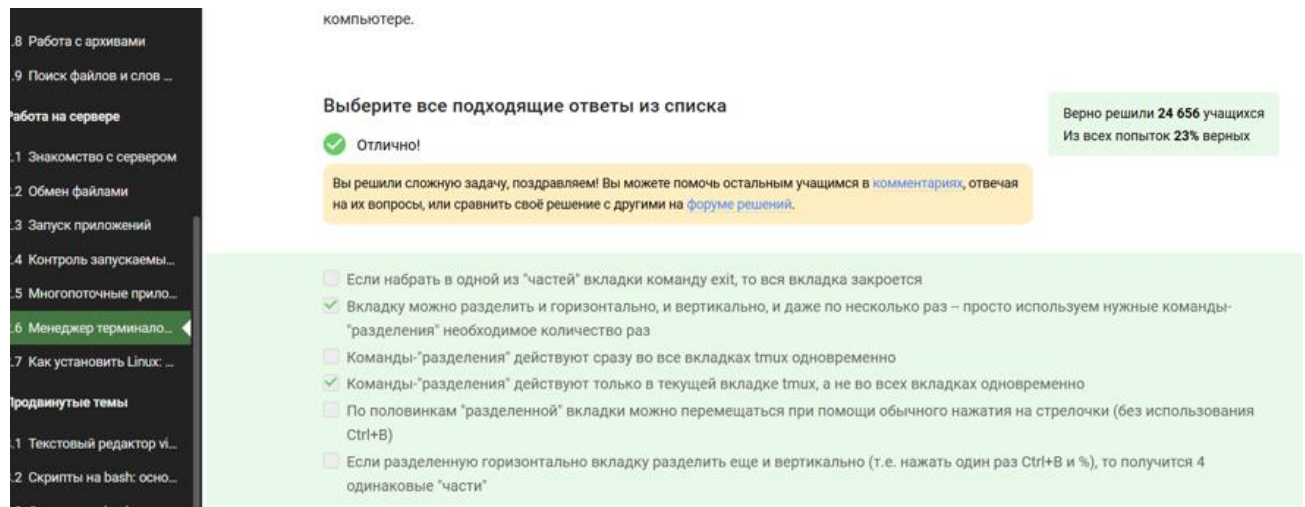 компьютере.
.8 Работа с архивами
.9 Поиск файлов и слов ...
Работа на сервере
.1 Знакомство с сервером
.2 Обмен файлами
.3 Запуск приложений
.4 Контроль запускаемы...
.5 Многопоточные прило...
.6 Менеджер терминало...
.7 Как установить Linux: ...
Продвинутые темы
.1 Текстовый редактор vi...
.2 Скрипты на bash: осно...
Выберите все подходящие ответы из списка
Отлично!
Верно решили 24 656 учащихся
Из всех попыток 23% верных
Вы решили сложную задачу, поздравляем! Вы можете помочь остальным учащимся в комментариях, отвечая
на их вопросы, или сравнить своё решение с другими на форуме решений.
Если набрать в одной из "частей" вкладки команду exit, то вся вкладка закроется
Вкладку можно разделить и горизонтально, и вертикально, и даже по несколько раз – просто используем нужные команды-
"разделения" необходимое количество раз
Команды-"разделения" действуют сразу во все вкладках tmux одновременно
Команды-"разделения" действуют только в текущей вкладке tmux, а не во всех вкладках одновременно
По половинкам "разделенной" вкладки можно перемещаться при помощи обычного нажатия на стрелочки (без использования
Ctrl+B)
Если разделенную горизонтально вкладку разделить еще и вертикально (т.е. нажать один раз Ctrl+B и %), то получится 4
одинаковые "части"